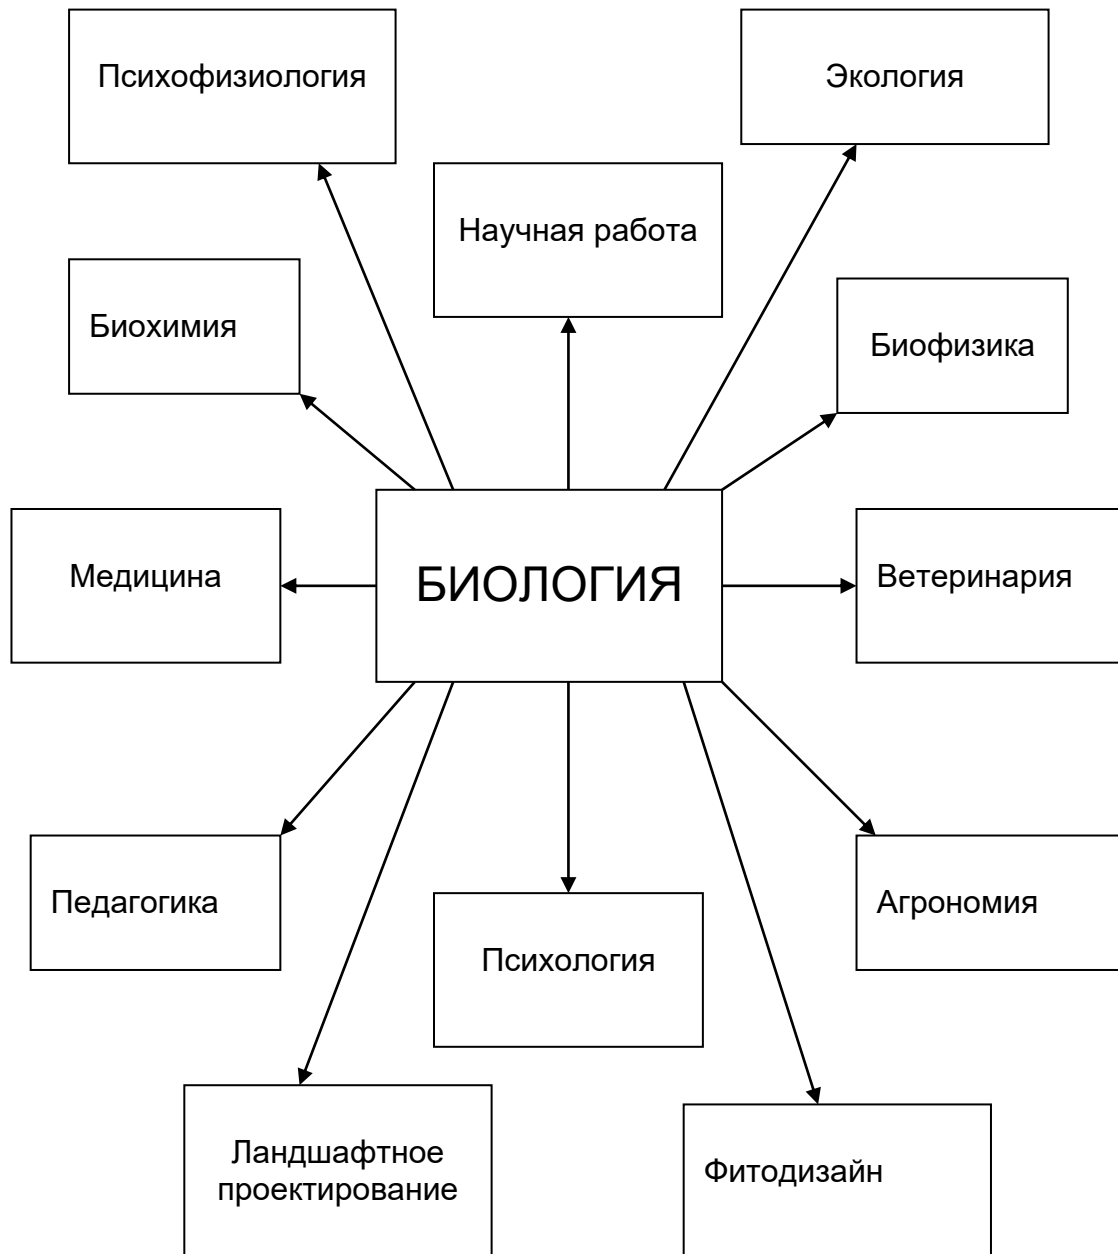 Психофизиология
Экология
Научная работа
Биохимия
Биофизика
Медицина
БИОЛОГИЯ
Ветеринария
Педагогика
Агрономия
Психология
Ландшафтное
проектирование
Фитодизайн